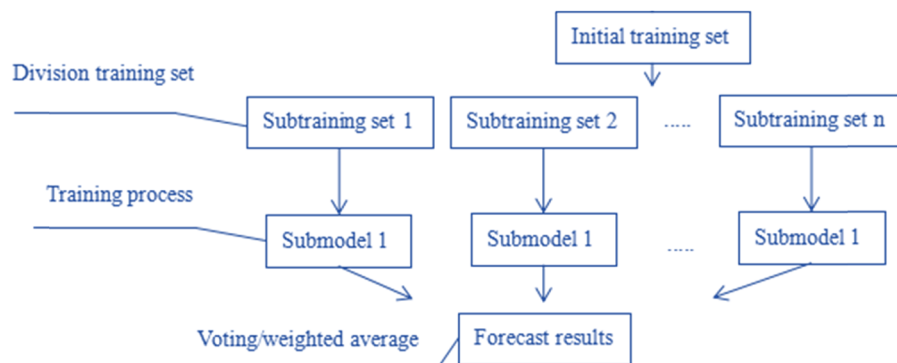 Initial training set
Division training set
Subtraining set 1
Subtraining set 2
.....
Subtraining set n
Training process
Submodel 1
Submodel 1
.....
Submodel 1
Voting/weighted average
Forecast results